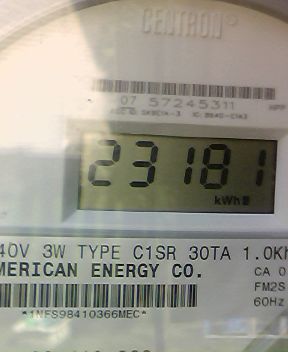 CENTRON®
07 57245311
23181
kWh
40V 3W TYPE C1SR 30TA 1.0Kh
MERICAN ENERGY CO.
CA 0
FM2S
60Hz
*1NFS98410366MEC*